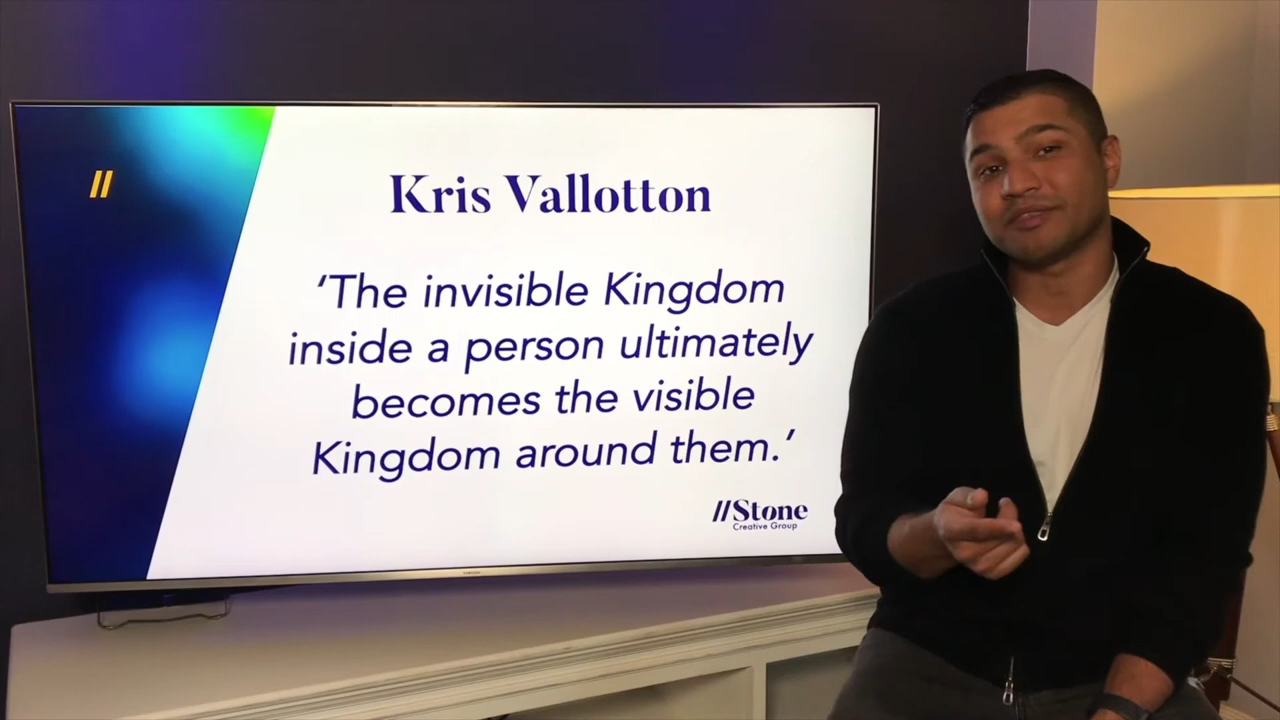 //
Kris Vallotton
‘The invisible Kingdom
inside a person ultimately
becomes the visible
Kingdom around them.’
//Stone
Creative Group